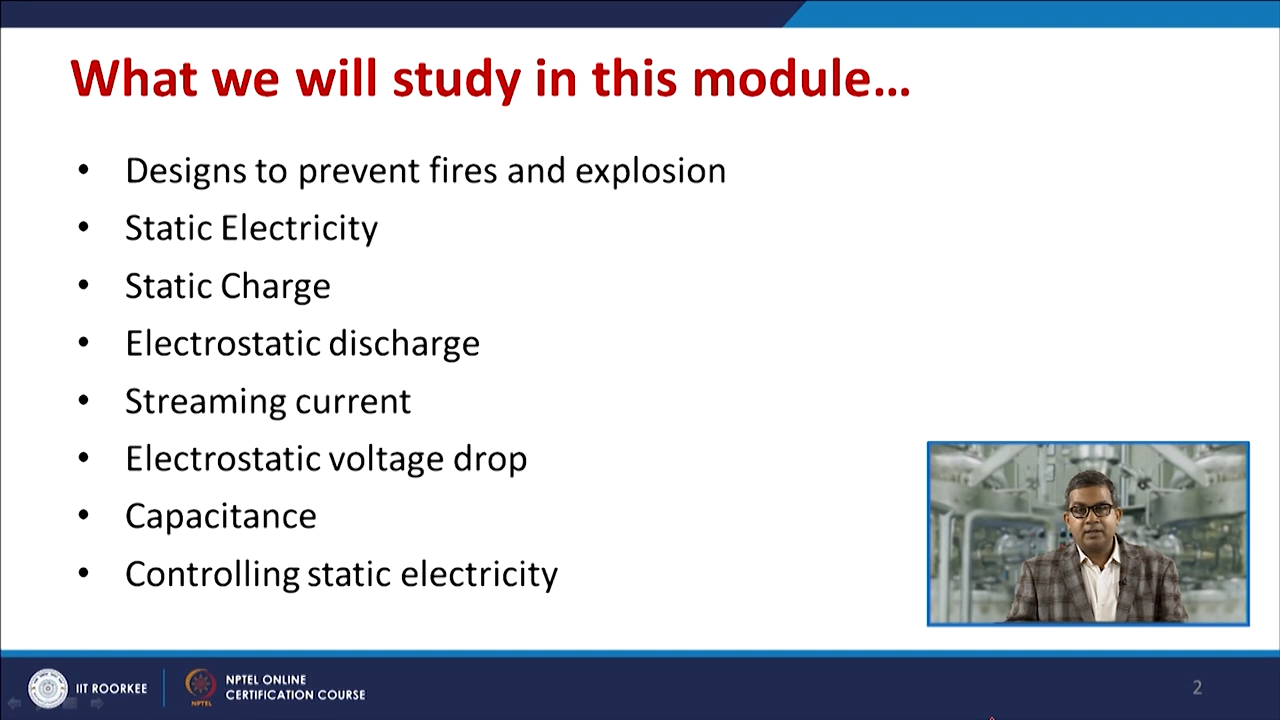 What we will study in this module...
• Designs to prevent fires and explosion
• Static Electricity
• Static Charge
• Electrostatic discharge
• Streaming current
• Electrostatic voltage drop
• Capacitance
• Controlling static electricity
IIT ROORKEE
NPTEL
NPTEL ONLINE
CERTIFICATION COURSE
2